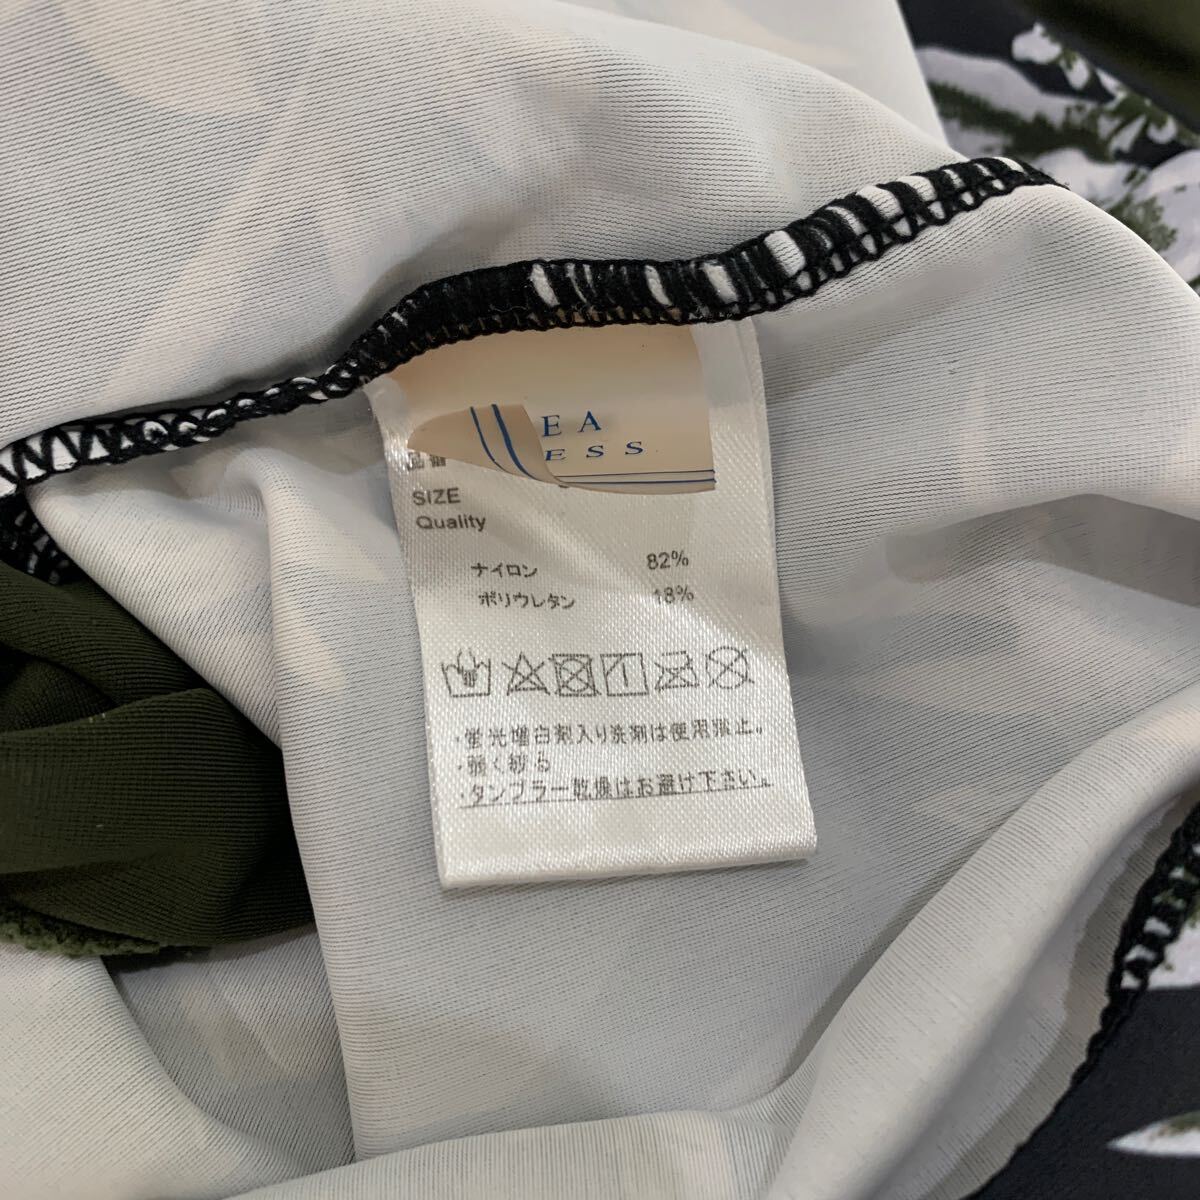 EA
ESS
品番
SIZE
Quality
ナイロン 82%
ポリウレタン 18%
・蛍光増白剤入り洗剤は使用禁止。
・弱く絞る
・タンブラー乾燥はお避け下さい。